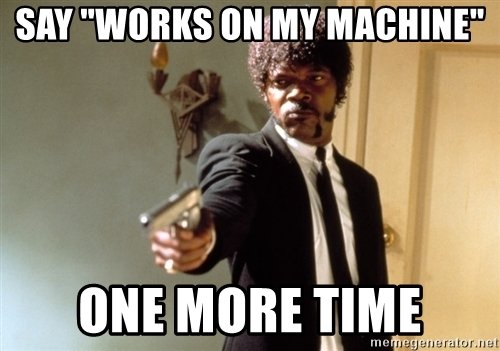 SAY "WORKS ON MY MACHINE"
ONE MORE TIME
memegenerator.net